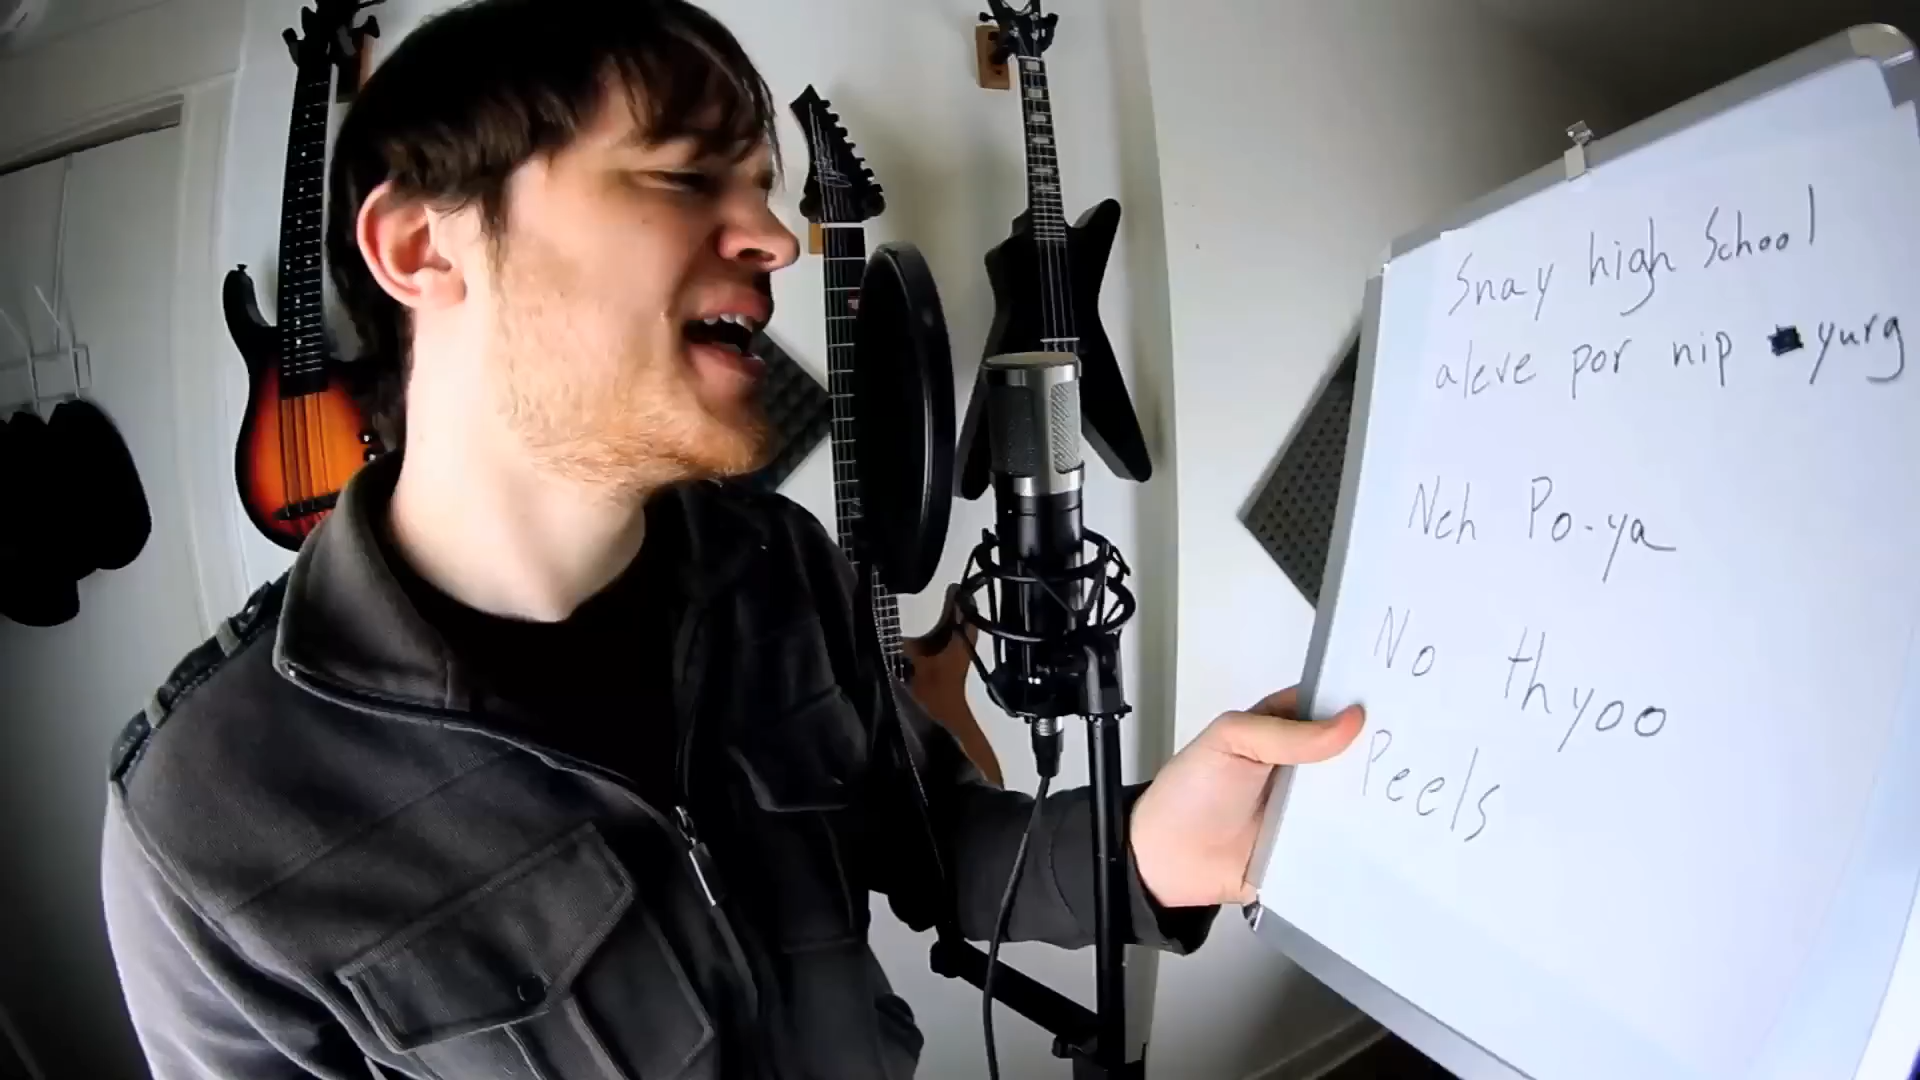 Snay high School
aleve por nip yurg
Neh Po-ya
No thyoo
Peels